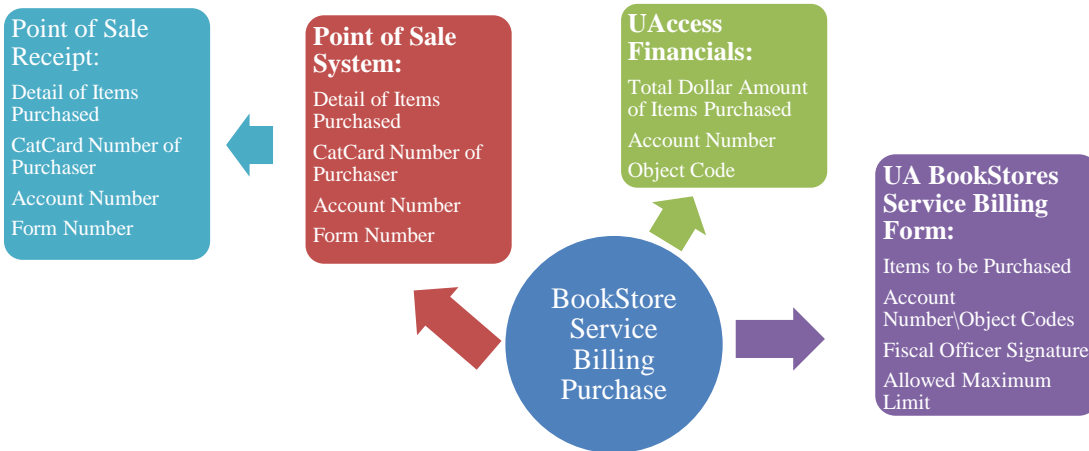 Point of Sale
Receipt:
Detail of Items
Purchased
CatCard Number of
Purchaser
Account Number
Form Number
Point of Sale
System:
Detail of Items
Purchased
CatCard Number of
Purchaser
Account Number
Form Number
UAccess
Financials:
Total Dollar Amount
of Items Purchased
Account Number
Object Code
UA BookStores
Service Billing
Form:
Items to be Purchased
Account
Number\Object Codes
Fiscal Officer Signature
Allowed Maximum
Limit
BookStore
Service
Billing
Purchase